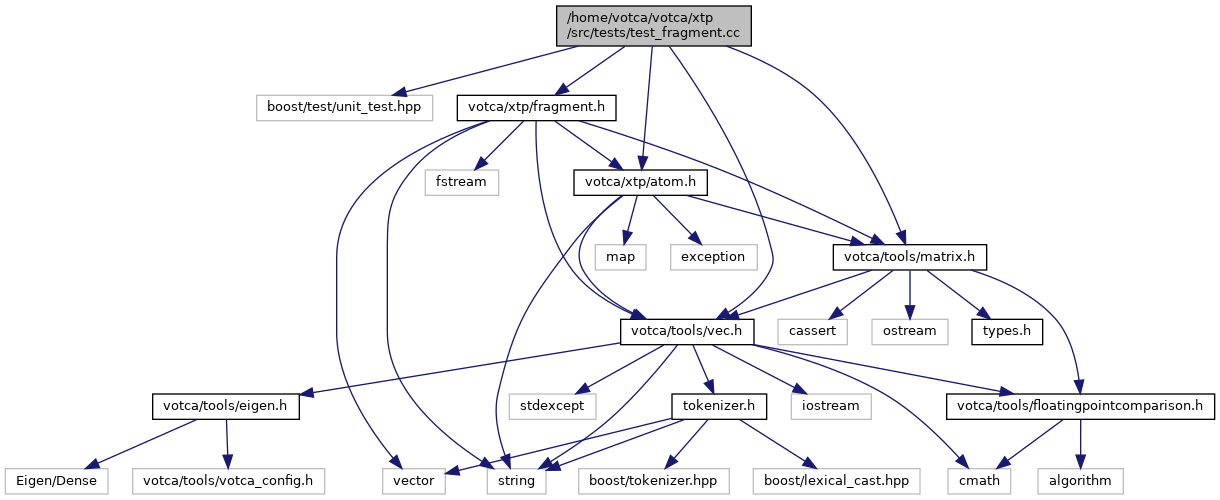 /home/votca/votca/xtp
/src/tests/test_fragment.cc
boost/test/unit_test.hpp
votca/xtp/fragment.h
fstream
votca/xtp/atom.h
map
exception
votca/tools/matrix.h
votca/tools/vec.h
cassert
ostream
types.h
votca/tools/eigen.h
stdexcept
tokenizer.h
iostream
votca/tools/floatingpointcomparison.h
Eigen/Dense
votca/tools/votca_config.h
vector
string
boost/tokenizer.hpp
boost/lexical_cast.hpp
cmath
algorithm